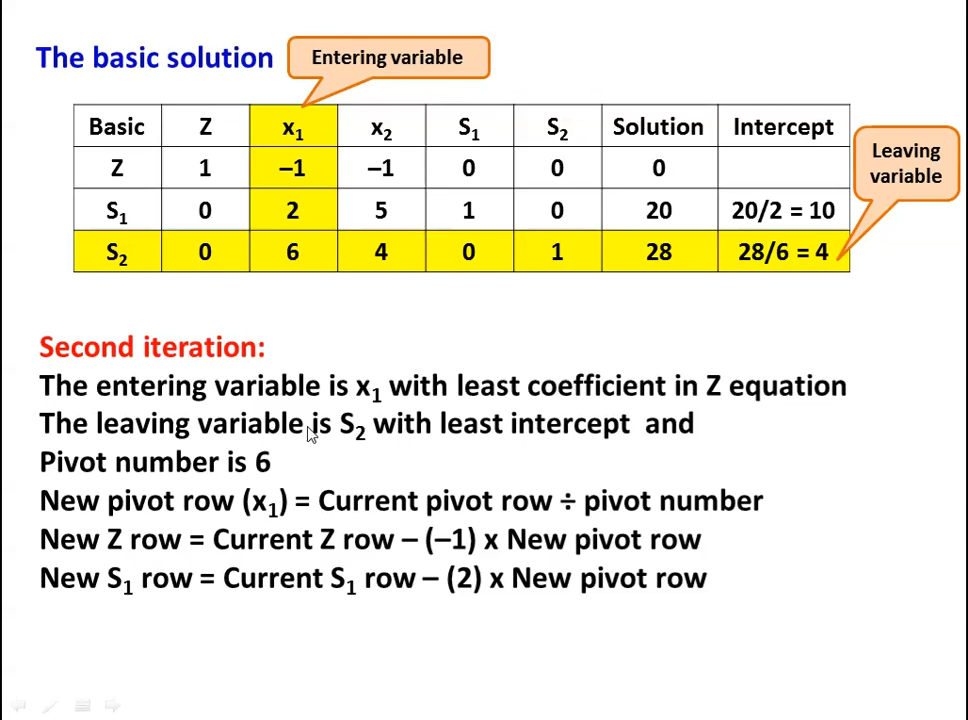 The basic solution
Entering variable
Basic Z x₁ x₂ S₁ S₂ Solution Intercept
Leaving
variable
Z 1 –1 –1 0 0 0
S₁ 0 2 5 1 0 20 20/2 = 10
S₂ 0 6 4 0 1 28 28/6 = 4
Second iteration:
The entering variable is x₁ with least coefficient in Z equation
The leaving variable is S₂ with least intercept and
Pivot number is 6
New pivot row (x₁) = Current pivot row ÷ pivot number
New Z row = Current Z row – (–1) x New pivot row
New S₁ row = Current S₁ row – (2) x New pivot row